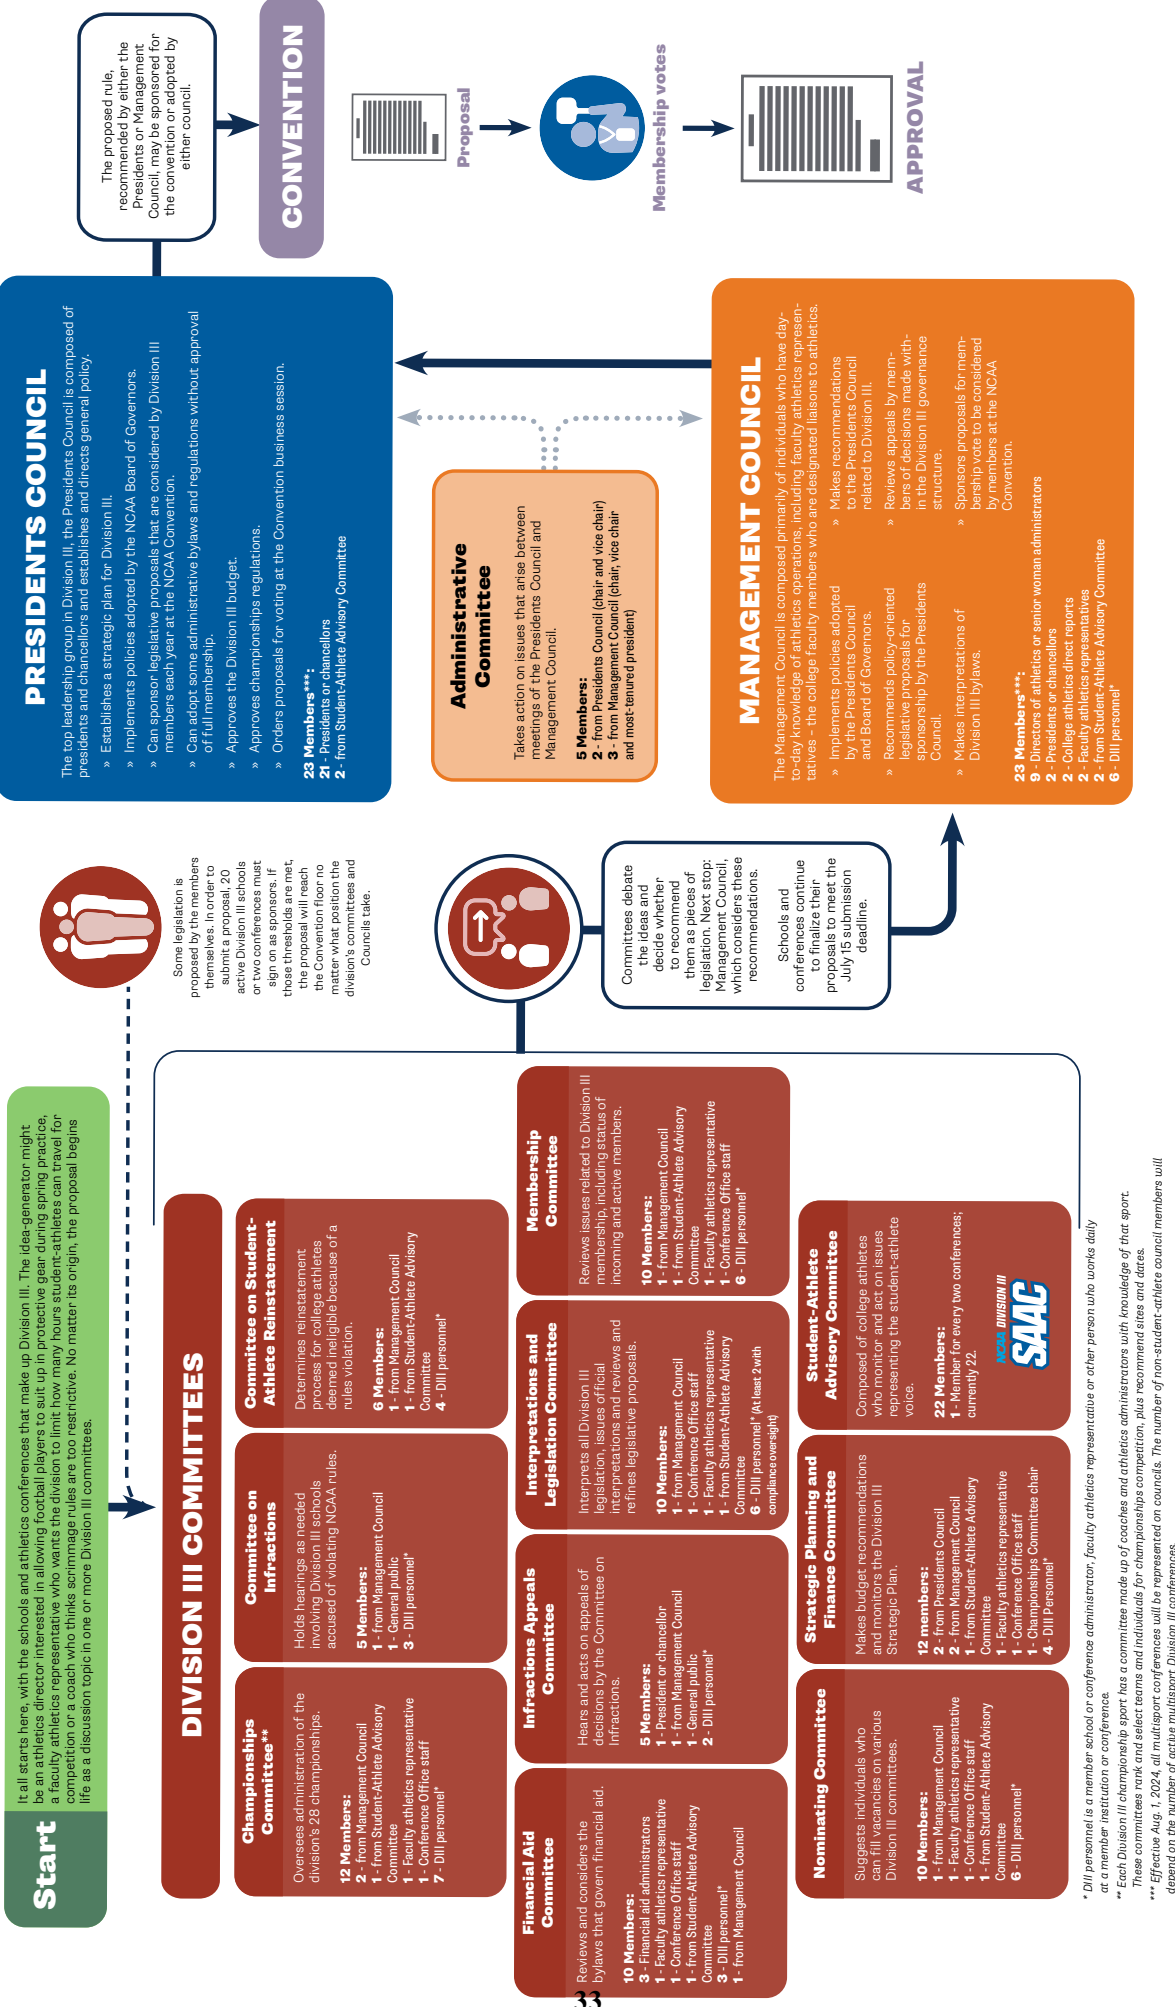 Start
It all starts here, with the schools and athletics conferences that make up Division III. The idea-generator might
be an athletics director interested in allowing football players to suit up in protective gear during spring practice,
a faculty athletics representative who wants the division to limit how many hours student-athletes can travel for
competition or a coach who thinks scrimmage rules are too restrictive. No matter its origin, the proposal begins
life as a discussion topic in one or more Division III committees.
DIVISION III COMMITTEES
Championships
Committee**
Oversees administration of the
division's 28 championships.
12 Members:
2 - from Management Council
1 - from Student-Athlete Advisory
Committee
1 - Faculty athletics representative
1 - Conference Office staff
7 - DIII personnel*
Committee on
Infractions
Holds hearings as needed
involving Division III schools
accused of violating NCAA rules.
5 Members:
1 - from Management Council
1 - General public
3 - DIII personnel*
Committee on Student-
Athlete Reinstatement
Determines reinstatement
process for college athletes
deemed ineligible because of a
rules violation.
6 Members:
1 - from Management Council
1 - from Student-Athlete Advisory
Committee
4 - DIII personnel*
Financial Aid
Committee
Reviews and considers the
bylaws that govern financial aid.
10 Members:
3 - Financial aid administrators
1 - Faculty athletics representative
1 - Conference Office staff
1 - from Student-Athlete Advisory
Committee
3 - DIII personnel*
1 - from Management Council
Infractions Appeals
Committee
Hears and acts on appeals of
decisions by the Committee on
Infractions.
5 Members:
1 - President or chancellor
1 - from Management Council
1 - General public
2 - DIII personnel*
Interpretations and
Legislation Committee
Interprets all Division III
legislation, issues official
interpretations and reviews and
refines legislative proposals.
10 Members:
1 - from Management Council
1 - Conference Office staff
1 - Faculty athletics representative
1 - from Student-Athlete Advisory
Committee
6 - DIII personnel* (At least 2 with
compliance oversight)
Membership
Committee
Reviews issues related to Division III
membership, including status of
incoming and active members.
10 Members:
1 - from Management Council
1 - from Student-Athlete Advisory
Committee
1 - Faculty athletics representative
1 - Conference Office staff
6 - DIII personnel*
Nominating Committee
Suggests individuals who
can fill vacancies on various
Division III committees.
10 Members:
1 - from Management Council
1 - Faculty athletics representative
1 - Conference Office staff
1 - from Student-Athlete Advisory
Committee
6 - DIII personnel*
Strategic Planning and
Finance Committee
Makes budget recommendations
and monitors the Division III
Strategic Plan.
12 members:
2 - from Presidents Council
2 - from Management Council
1 - from Student-Athlete Advisory
Committee
1 - Faculty athletics representative
1 - Conference Office staff
1 - Championships Committee chair
4 - DIII Personnel*
Student-Athlete
Advisory Committee
Composed of college athletes
who monitor and act on issues
representing the student-athlete
voice.
22 Members:
1 - Member for every two conferences;
currently 22.
NCAA DIVISION III
SAAC
* DIII personnel is a member school or conference administrator, faculty athletics representative or other person who works daily
at a member institution or conference.
** Each Division III championship sport has a committee made up of coaches and athletics administrators with knowledge of that sport.
These committees rank and select teams and individuals for championships competition, plus recommend sites and dates.
*** Effective Aug. 1, 2024, all multisport conferences will be represented on councils. The number of non-student-athlete council members will
depend on the number of active multisport Division III conferences.
Some legislation is
proposed by the members
themselves. In order to
submit a proposal, 20
active Division III schools
or two conferences must
sign on as sponsors. If
those thresholds are met,
the proposal will reach
the Convention floor no
matter what position the
division's committees and
Councils take.
Committees debate
the ideas and
decide whether
to recommend
them as pieces of
legislation. Next stop:
Management Council,
which considers these
recommendations.
Schools and
conferences continue
to finalize their
proposals to meet the
July 15 submission
deadline.
PRESIDENTS COUNCIL
The top leadership group in Division III, the Presidents Council is composed of
presidents and chancellors and establishes and directs general policy.
» Establishes a strategic plan for Division III.
» Implements policies adopted by the NCAA Board of Governors.
» Can sponsor legislative proposals that are considered by Division III
members each year at the NCAA Convention.
» Can adopt some administrative bylaws and regulations without approval
of full membership.
» Approves the Division III budget.
» Approves championships regulations.
» Orders proposals for voting at the Convention business session.
23 Members***:
21 - Presidents or chancellors
2 - from Student-Athlete Advisory Committee
Administrative
Committee
Takes action on issues that arise between
meetings of the Presidents Council and
Management Council.
5 Members:
2 - from Presidents Council (chair and vice chair)
3 - from Management Council (chair, vice chair
and most-tenured president)
MANAGEMENT COUNCIL
The Management Council is composed primarily of individuals who have day-
to-day knowledge of athletics operations, including faculty athletics represen-
tatives – the college faculty members who are designated liaisons to athletics.
» Implements policies adopted
by the Presidents Council
and Board of Governors.
» Recommends policy-oriented
legislative proposals for
sponsorship by the Presidents
Council.
» Makes interpretations of
Division III bylaws.
» Makes recommendations
to the Presidents Council
related to Division III.
» Reviews appeals by mem-
bers of decisions made with-
in the Division III governance
structure.
» Sponsors proposals for mem-
bership vote to be considered
by members at the NCAA
Convention.
23 Members***:
9 - Directors of athletics or senior woman administrators
2 - Presidents or chancellors
2 - College athletics direct reports
2 - Faculty athletics representatives
2 - from Student-Athlete Advisory Committee
6 - DIII personnel*
The proposed rule,
recommended by either the
Presidents or Management
Council, may be sponsored for
the convention or adopted by
either council.
CONVENTION
Proposal
Membership votes
APPROVAL
33